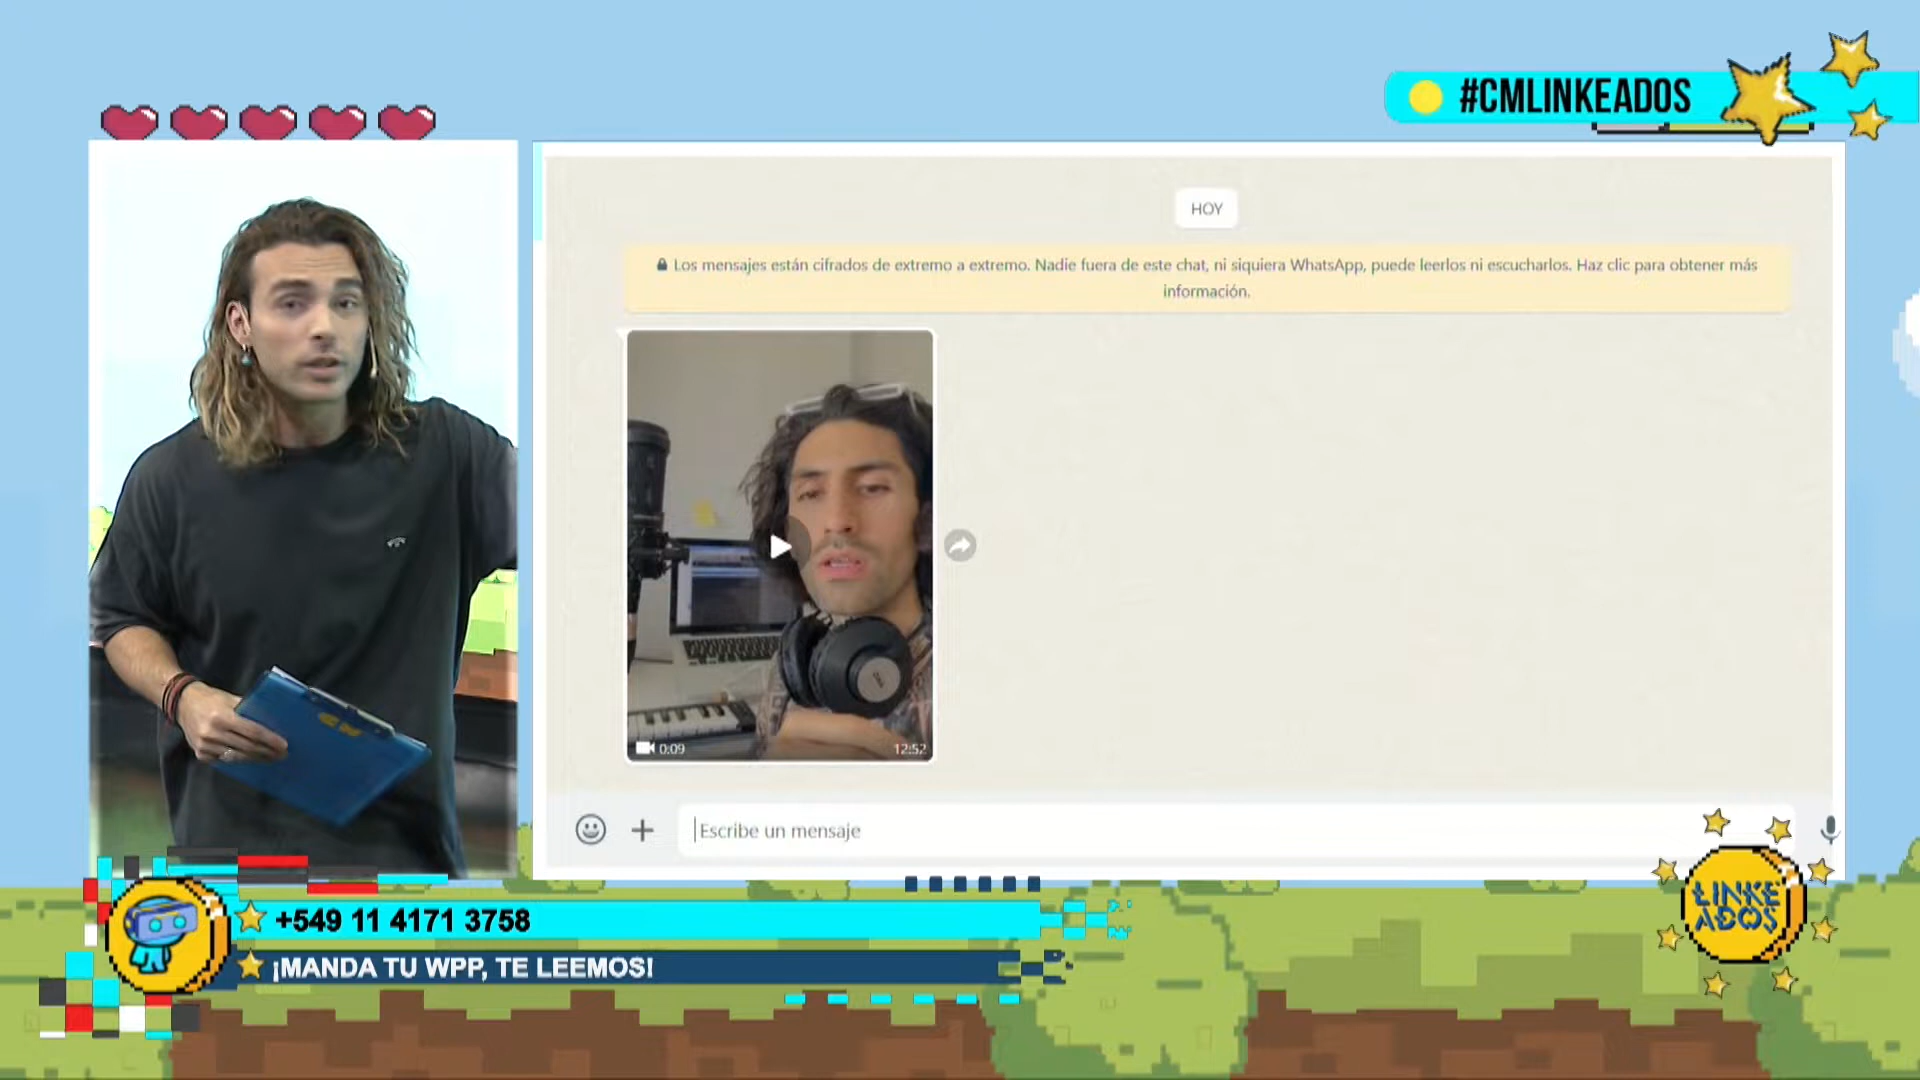 #CMLINKEADOS
HOY
Los mensajes están cifrados de extremo a extremo. Nadie fuera de este chat, ni siquiera WhatsApp, puede leerlos ni escucharlos. Haz clic para obtener más
información.
0:09
12:52
Escribe un mensaje
LINKE
ADOS
+549 11 4171 3758
¡MANDA TU WPP, TE LEEMOS!